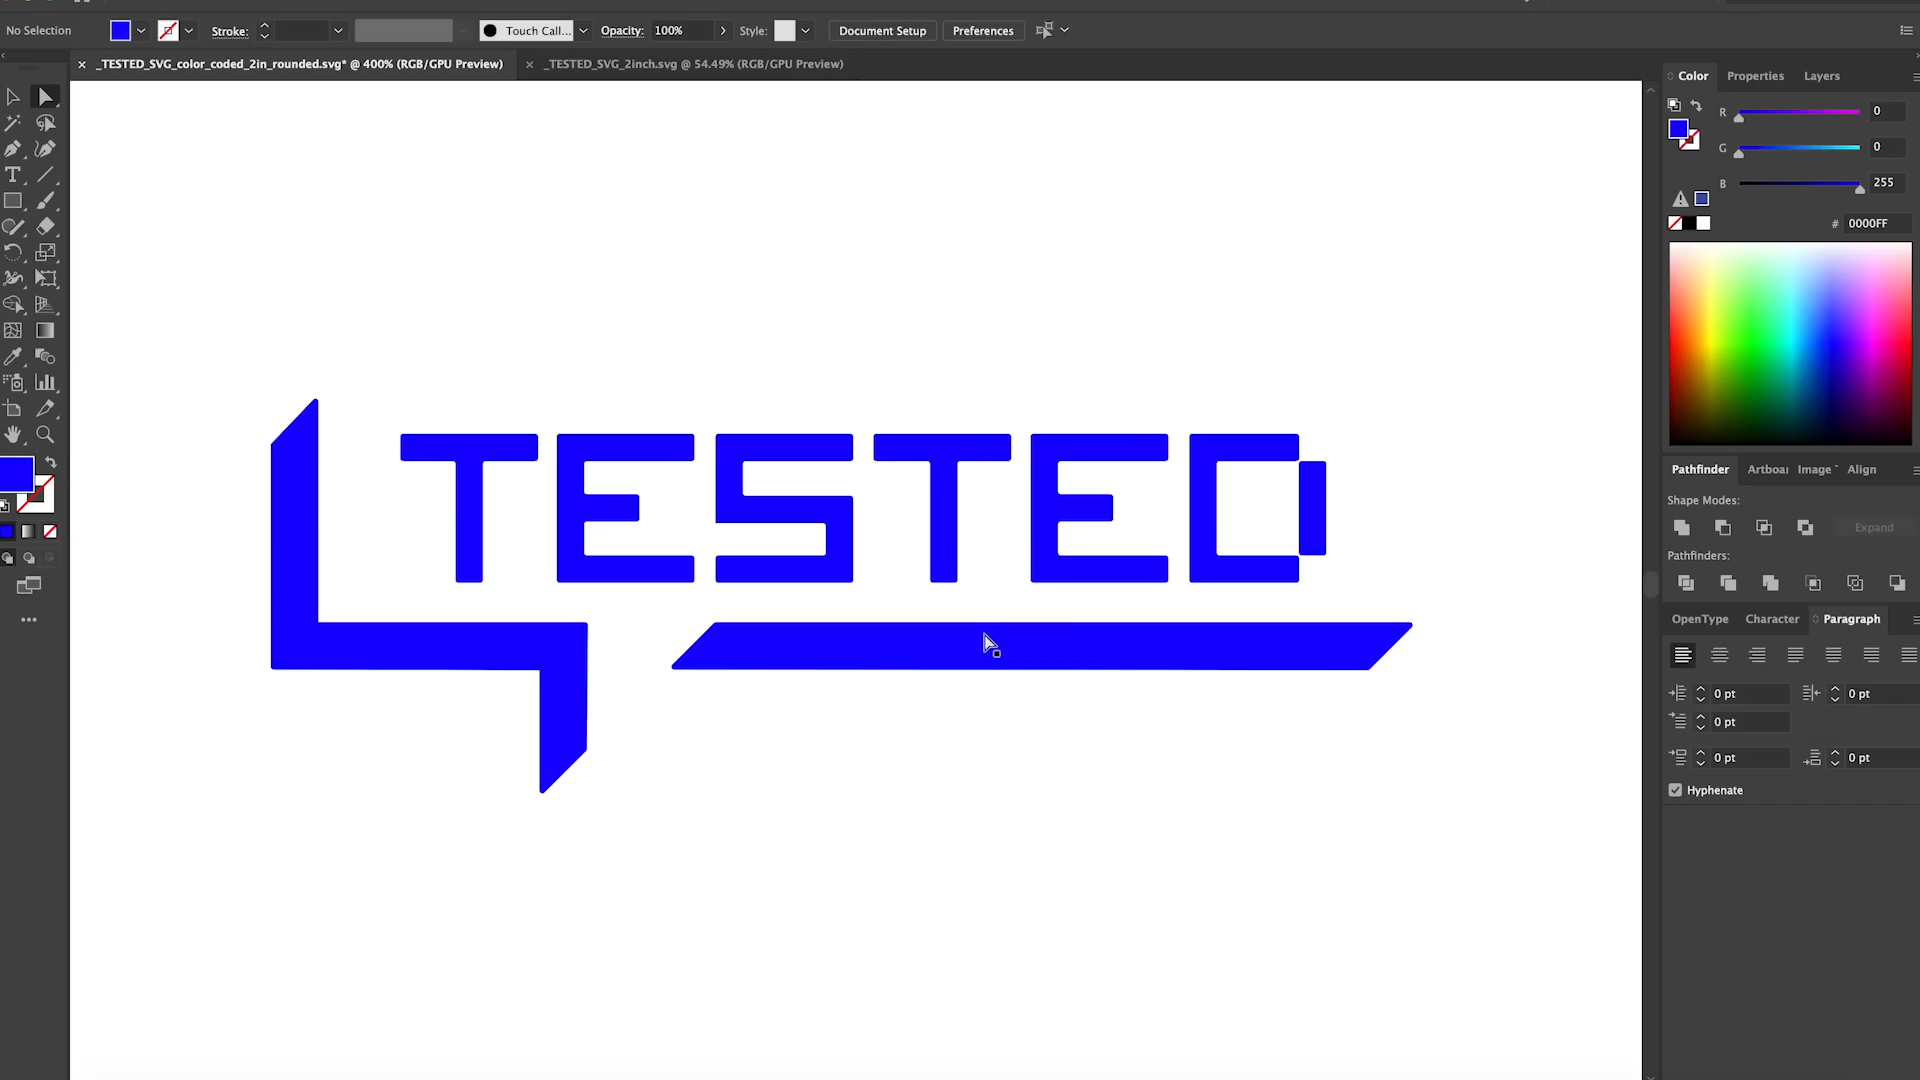 No Selection
Stroke:
Touch Call...
Opacity:
100%
Style:
Document Setup
Preferences
_TESTED_SVG_color_coded_2in_rounded.svg* @ 400% (RGB/GPU Preview)
_TESTED_SVG_2inch.svg @ 54.49% (RGB/GPU Preview)
Color
Properties
Layers
R
0
G
0
B
255
# 0000FF
TESTED
Pathfinder
Artboar
Image
Align
Shape Modes:
Expand
Pathfinders:
OpenType
Character
Paragraph
0 pt
0 pt
0 pt
0 pt
0 pt
Hyphenate